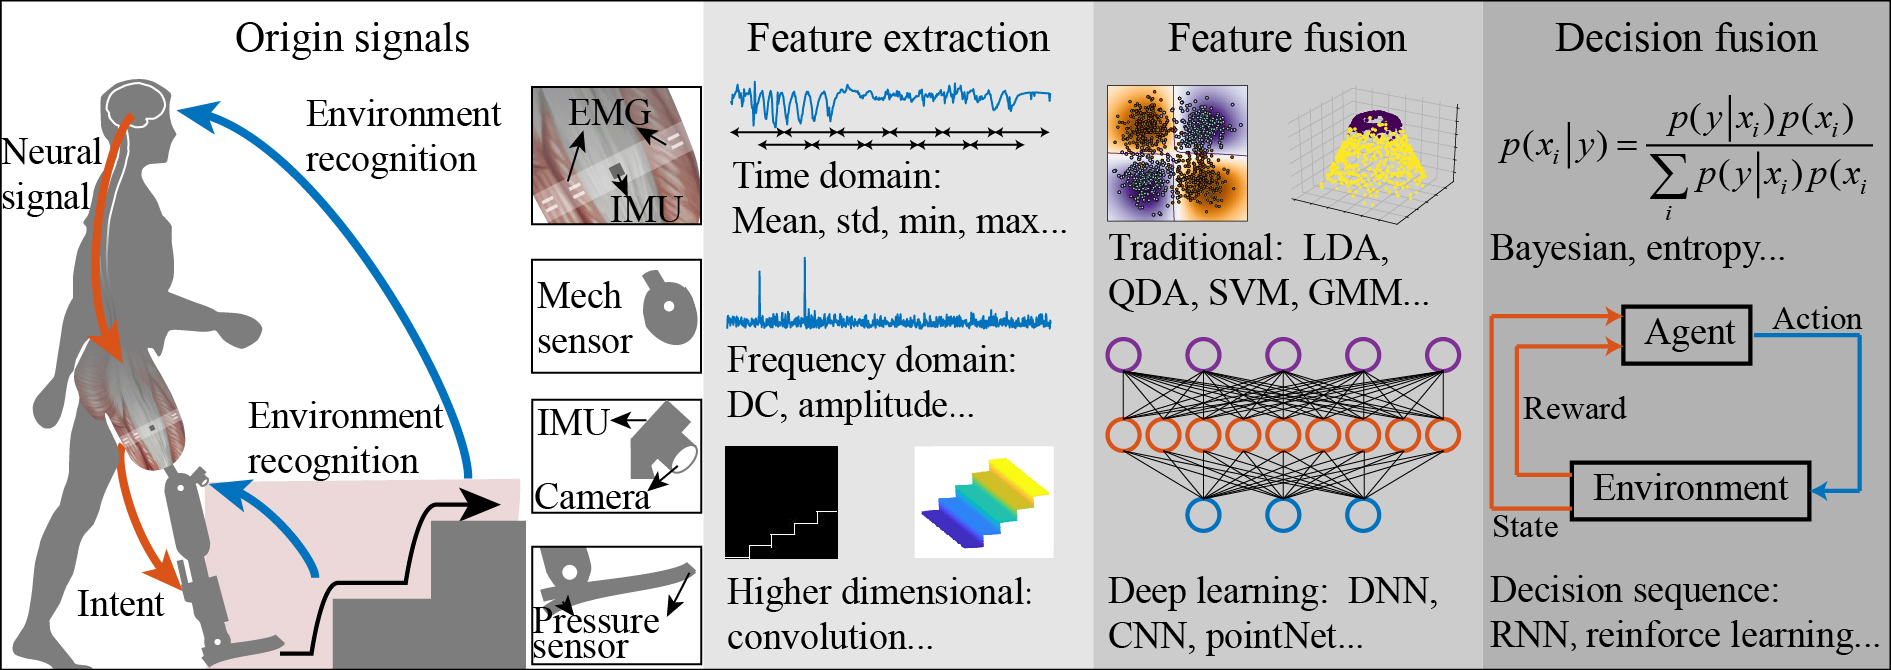 Origin signals
Environment
recognition
Neural
signal
Environment
recognition
Intent
EMG
IMU
Mech
sensor
IMU
Camera
Pressure
sensor
Feature extraction
Time domain:
Mean, std, min, max...
Frequency domain:
DC, amplitude...
Higher dimensional:
convolution...
Feature fusion
Traditional: LDA,
QDA, SVM, GMM...
Deep learning: DNN,
CNN, pointNet...
Decision fusion
p(x_i|y) = p(y|x_i)p(x_i) / ∑_i p(y|x_i)p(x_i
Bayesian, entropy...
Agent
Action
Reward
Environment
State
Decision sequence:
RNN, reinforce learning...